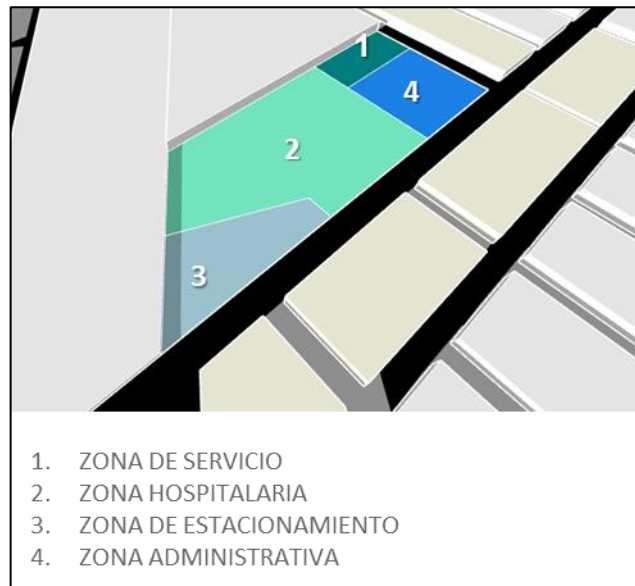 1
4
2
3
1. ZONA DE SERVICIO
2. ZONA HOSPITALARIA
3. ZONA DE ESTACIONAMIENTO
4. ZONA ADMINISTRATIVA